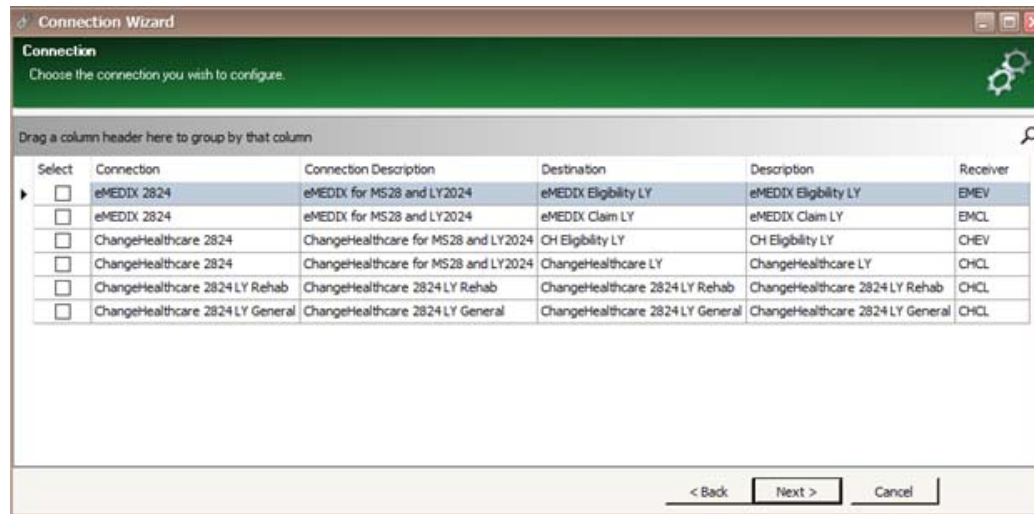 Connection Wizard
Connection
Choose the connection you wish to configure.
Drag a column header here to group by that column
Select Connection Connection Description Destination Description Receiver
eMEDIX 2824 eMEDIX for MS28 and LY2024 eMEDIX Eligibility LY eMEDIX Eligibility LY EMEV
eMEDIX 2824 eMEDIX for MS28 and LY2024 eMEDIX Claim LY eMEDIX Claim LY EMCL
ChangeHealthcare 2824 ChangeHealthcare for MS28 and LY2024 CH Eligibility LY CH Eligibility LY CHEV
ChangeHealthcare 2824 ChangeHealthcare for MS28 and LY2024 ChangeHealthcare LY ChangeHealthcare LY CHCL
ChangeHealthcare 2824 LY Rehab ChangeHealthcare 2824 LY Rehab ChangeHealthcare 2824 LY Rehab ChangeHealthcare 2824 LY Rehab CHCL
ChangeHealthcare 2824 LY General ChangeHealthcare 2824 LY General ChangeHealthcare 2824 LY General ChangeHealthcare 2824 LY General CHCL
< Back Next > Cancel